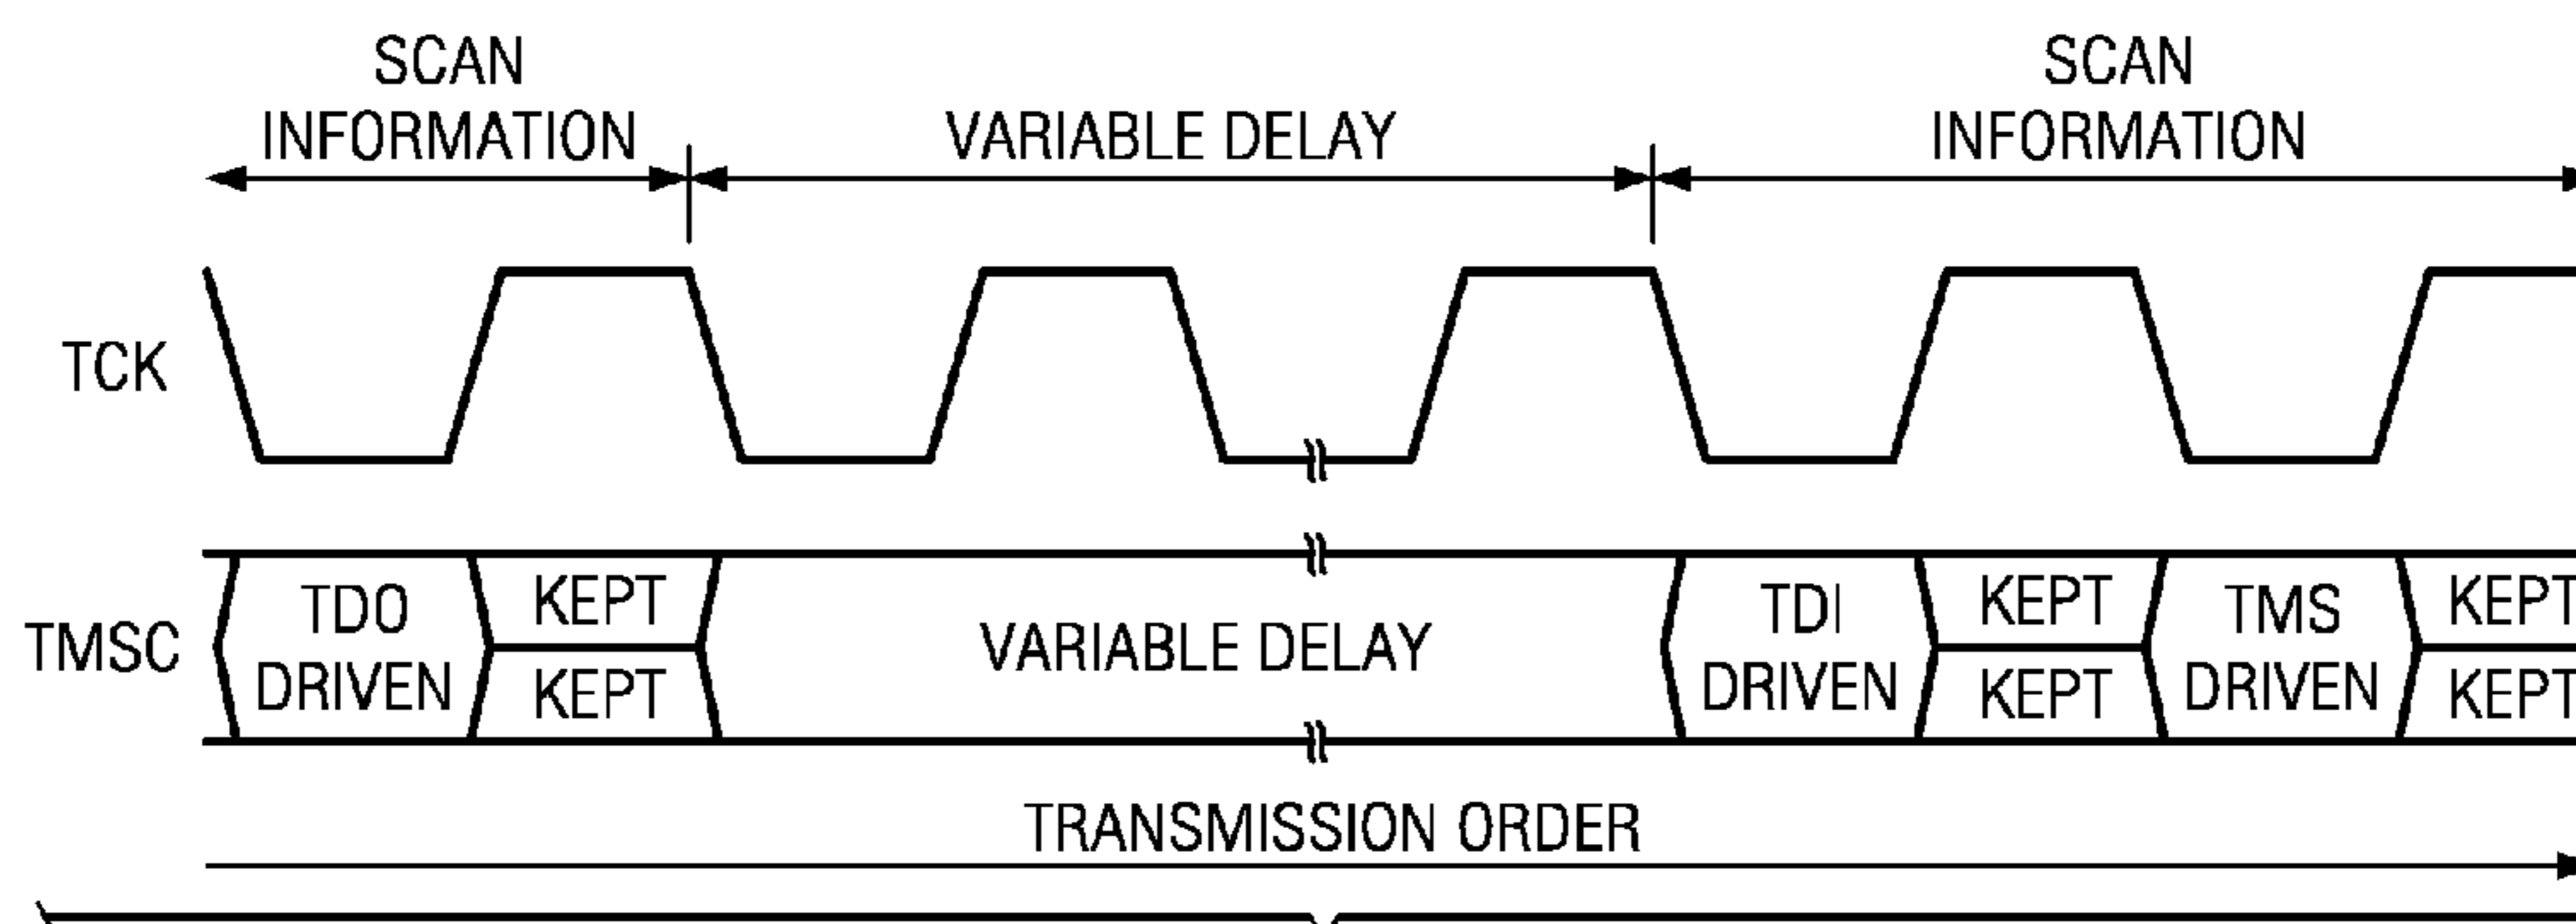 SCAN
INFORMATION
VARIABLE DELAY
SCAN
INFORMATION
TCK
TMSC
TDO
DRIVEN
KEPT
KEPT
VARIABLE DELAY
TDI
DRIVEN
KEPT
KEPT
TMS
DRIVEN
KEPT
KEPT
TRANSMISSION ORDER